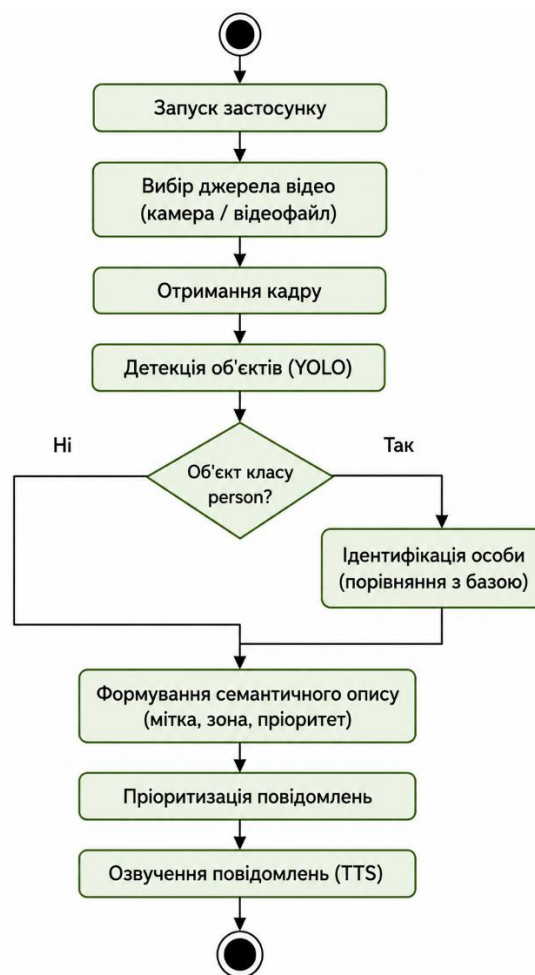 Запуск застосунку
Вибір джерела відео
(камера / відеофайл)
Отримання кадру
Детекція об'єктів (YOLO)
Ні
Так
Об'єкт класу
person?
Ідентифікація особи
(порівняння з базою)
Формування семантичного опису
(мітка, зона, пріоритет)
Пріоритизація повідомлень
Озвучення повідомлень (TTS)